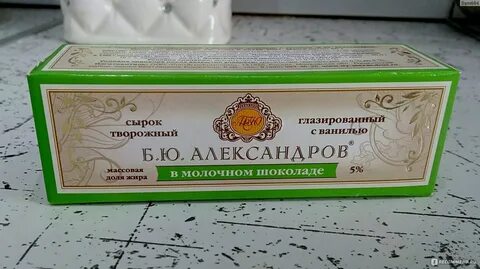 сырок
творожный
глазированный
с ванилью
Б.Ю. АЛЕКСАНДРОВ®
массовая
доля жира
в молочном шоколаде
5%